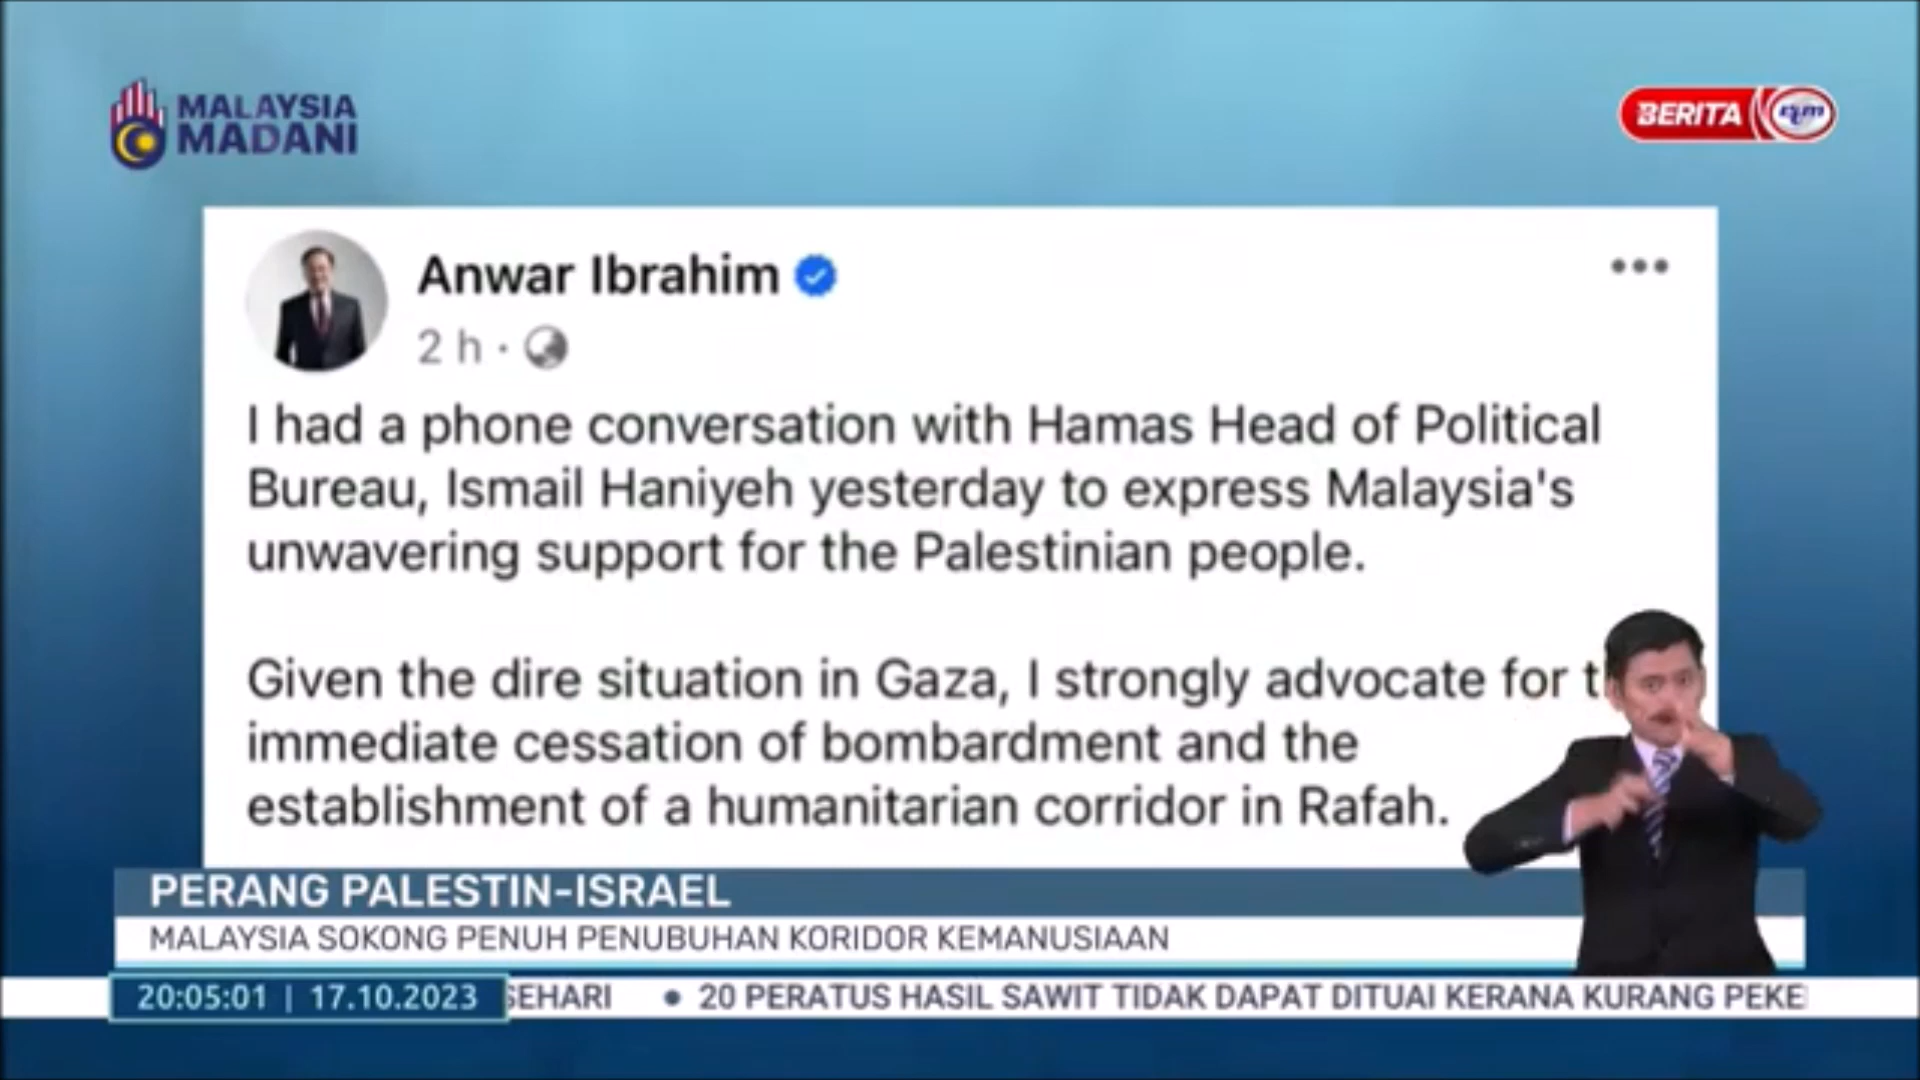 MALAYSIA
MADANI
BERITA rtm
Anwar Ibrahim
2 h ·
I had a phone conversation with Hamas Head of Political
Bureau, Ismail Haniyeh yesterday to express Malaysia's
unwavering support for the Palestinian people.
Given the dire situation in Gaza, I strongly advocate for
immediate cessation of bombardment and the
establishment of a humanitarian corridor in Rafah.
PERANG PALESTIN-ISRAEL
MALAYSIA SOKONG PENUH PENUBUHAN KORIDOR KEMANUSIAAN
20:05:01 | 17.10.2023 SEHARI • 20 PERATUS HASIL SAWIT TIDAK DAPAT DITUAI KERANA KURANG PEKE